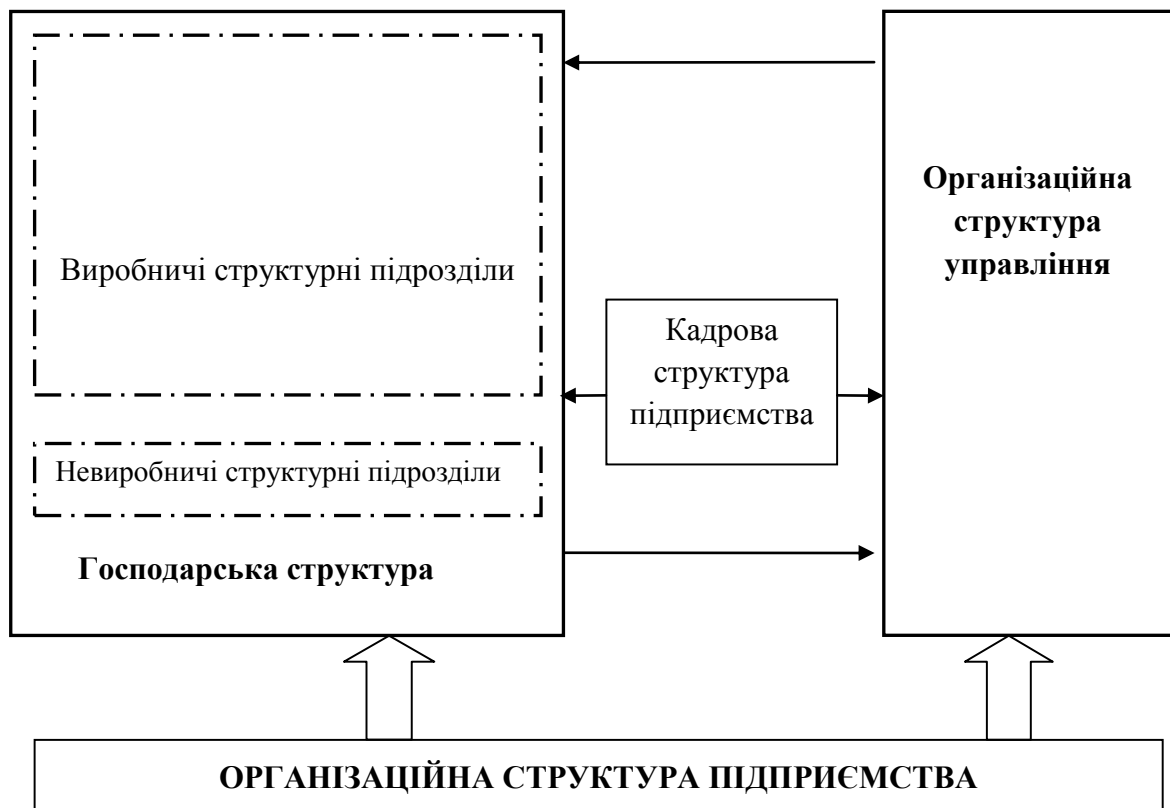 Виробничі структурні підрозділи
Невиробничі структурні підрозділи
Господарська структура
Кадрова
структура
підприємства
Організаційна
структура
управління
ОРГАНІЗАЦІЙНА СТРУКТУРА ПІДПРИЄМСТВА